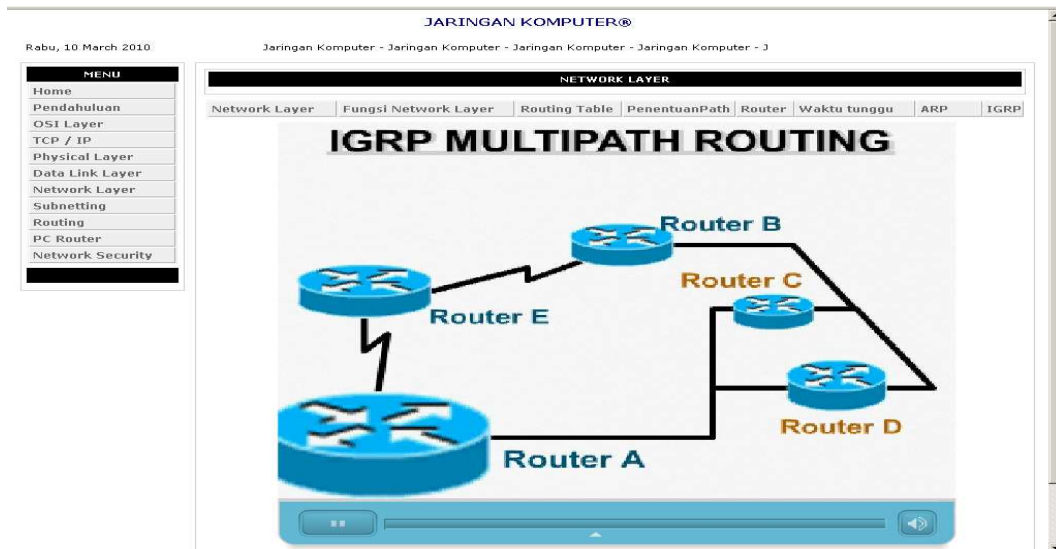 JARINGAN KOMPUTER®
Rabu, 10 March 2010
Jaringan Komputer - Jaringan Komputer - Jaringan Komputer - Jaringan Komputer - J
MENU
Home
Pendahuluan
OSI Layer
TCP / IP
Physical Layer
Data Link Layer
Network Layer
Subnetting
Routing
PC Router
Network Security
NETWORK LAYER
Network Layer Fungsi Network Layer Routing Table PenentuanPath Router Waktu tunggu ARP IGRP
IGRP MULTIPATH ROUTING
Router B
Router C
Router E
Router D
Router A